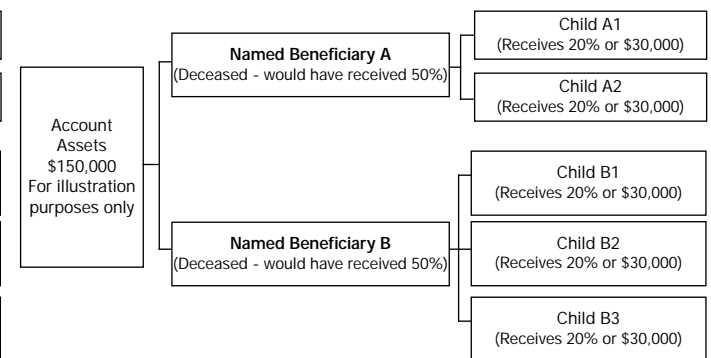 Account
Assets
$150,000
For illustration
purposes only
Named Beneficiary A
(Deceased - would have received 50%)
Child A1
(Receives 20% or $30,000)
Child A2
(Receives 20% or $30,000)
Named Beneficiary B
(Deceased - would have received 50%)
Child B1
(Receives 20% or $30,000)
Child B2
(Receives 20% or $30,000)
Child B3
(Receives 20% or $30,000)